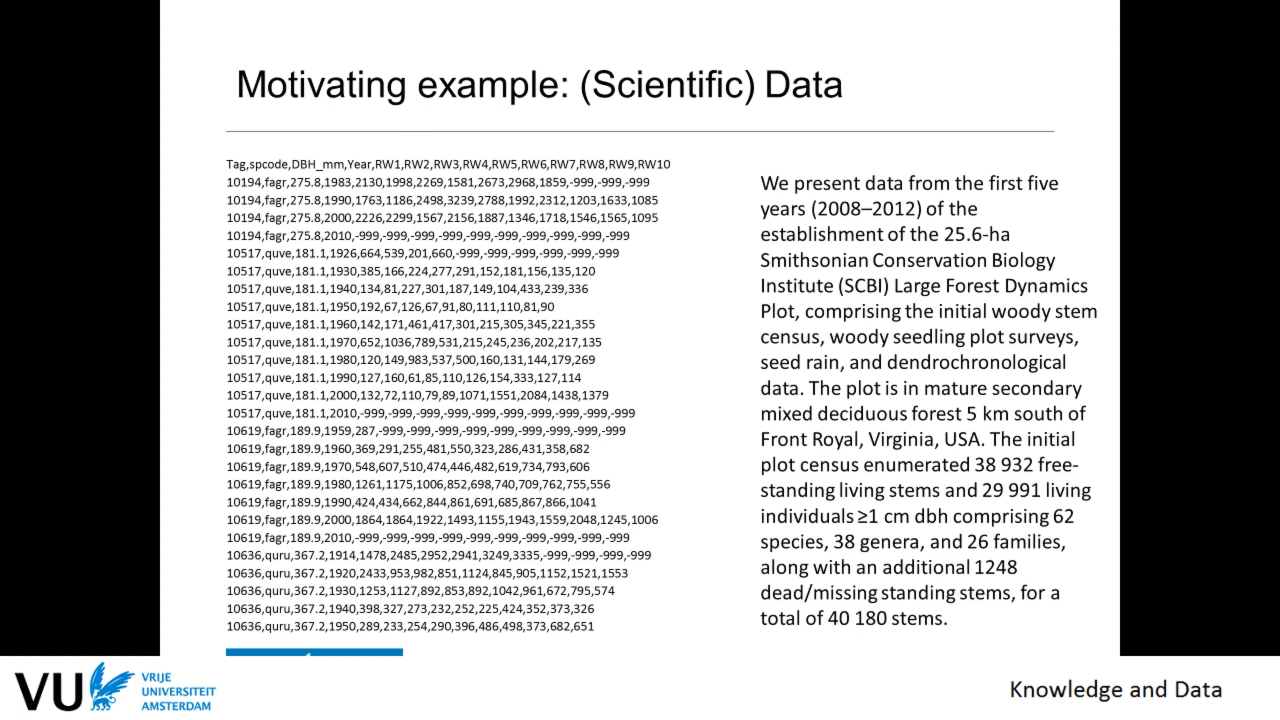 Motivating example: (Scientific) Data
Tag,spcode,DBH_mm,Year,RW1,RW2,RW3,RW4,RW5,RW6,RW7,RW8,RW9,RW10
10194,fagr,275.8,1983,2130,1998,2269,1581,2673,2968,1859,-999,-999,-999
10194,fagr,275.8,1990,1763,1186,2498,3239,2788,1992,2312,1203,1633,1085
10194,fagr,275.8,2000,2226,2299,1567,2156,1887,1346,1718,1546,1565,1095
10194,fagr,275.8,2010,-999,-999,-999,-999,-999,-999,-999,-999,-999,-999
10517,quve,181.1,1926,664,539,201,660,-999,-999,-999,-999,-999,-999
10517,quve,181.1,1930,385,166,224,277,291,152,181,156,135,120
10517,quve,181.1,1940,134,81,227,301,187,149,104,433,239,336
10517,quve,181.1,1950,192,67,126,67,91,80,111,110,81,90
10517,quve,181.1,1960,142,171,461,417,301,215,305,345,221,355
10517,quve,181.1,1970,652,1036,789,531,215,245,236,202,217,135
10517,quve,181.1,1980,120,149,983,537,500,160,131,144,179,269
10517,quve,181.1,1990,127,160,61,85,110,126,154,333,127,114
10517,quve,181.1,2000,132,72,110,79,89,1071,1551,2084,1438,1379
10517,quve,181.1,2010,-999,-999,-999,-999,-999,-999,-999,-999,-999,-999
10619,fagr,189.9,1959,287,-999,-999,-999,-999,-999,-999,-999,-999,-999
10619,fagr,189.9,1960,369,291,255,481,550,323,286,431,358,682
10619,fagr,189.9,1970,548,607,510,474,446,482,619,734,793,606
10619,fagr,189.9,1980,1261,1175,1006,852,698,740,709,762,755,556
10619,fagr,189.9,1990,424,434,662,844,861,691,685,867,866,1041
10619,fagr,189.9,2000,1864,1864,1922,1493,1155,1943,1559,2048,1245,1006
10619,fagr,189.9,2010,-999,-999,-999,-999,-999,-999,-999,-999,-999,-999
10636,quru,367.2,1914,1478,2485,2952,2941,3249,3335,-999,-999,-999,-999
10636,quru,367.2,1920,2433,953,982,851,1124,845,905,1152,1521,1553
10636,quru,367.2,1930,1253,1127,892,853,892,1042,961,672,795,574
10636,quru,367.2,1940,398,327,273,232,252,225,424,352,373,326
10636,quru,367.2,1950,289,233,254,290,396,486,498,373,682,651
We present data from the first five
years (2008–2012) of the
establishment of the 25.6-ha
Smithsonian Conservation Biology
Institute (SCBI) Large Forest Dynamics
Plot, comprising the initial woody stem
census, woody seedling plot surveys,
seed rain, and dendrochronological
data. The plot is in mature secondary
mixed deciduous forest 5 km south of
Front Royal, Virginia, USA. The initial
plot census enumerated 38 932 free-
standing living stems and 29 991 living
individuals ≥1 cm dbh comprising 62
species, 38 genera, and 26 families,
along with an additional 1248
dead/missing standing stems, for a
total of 40 180 stems.
VU
VRIJE
UNIVERSITEIT
AMSTERDAM
Knowledge and Data